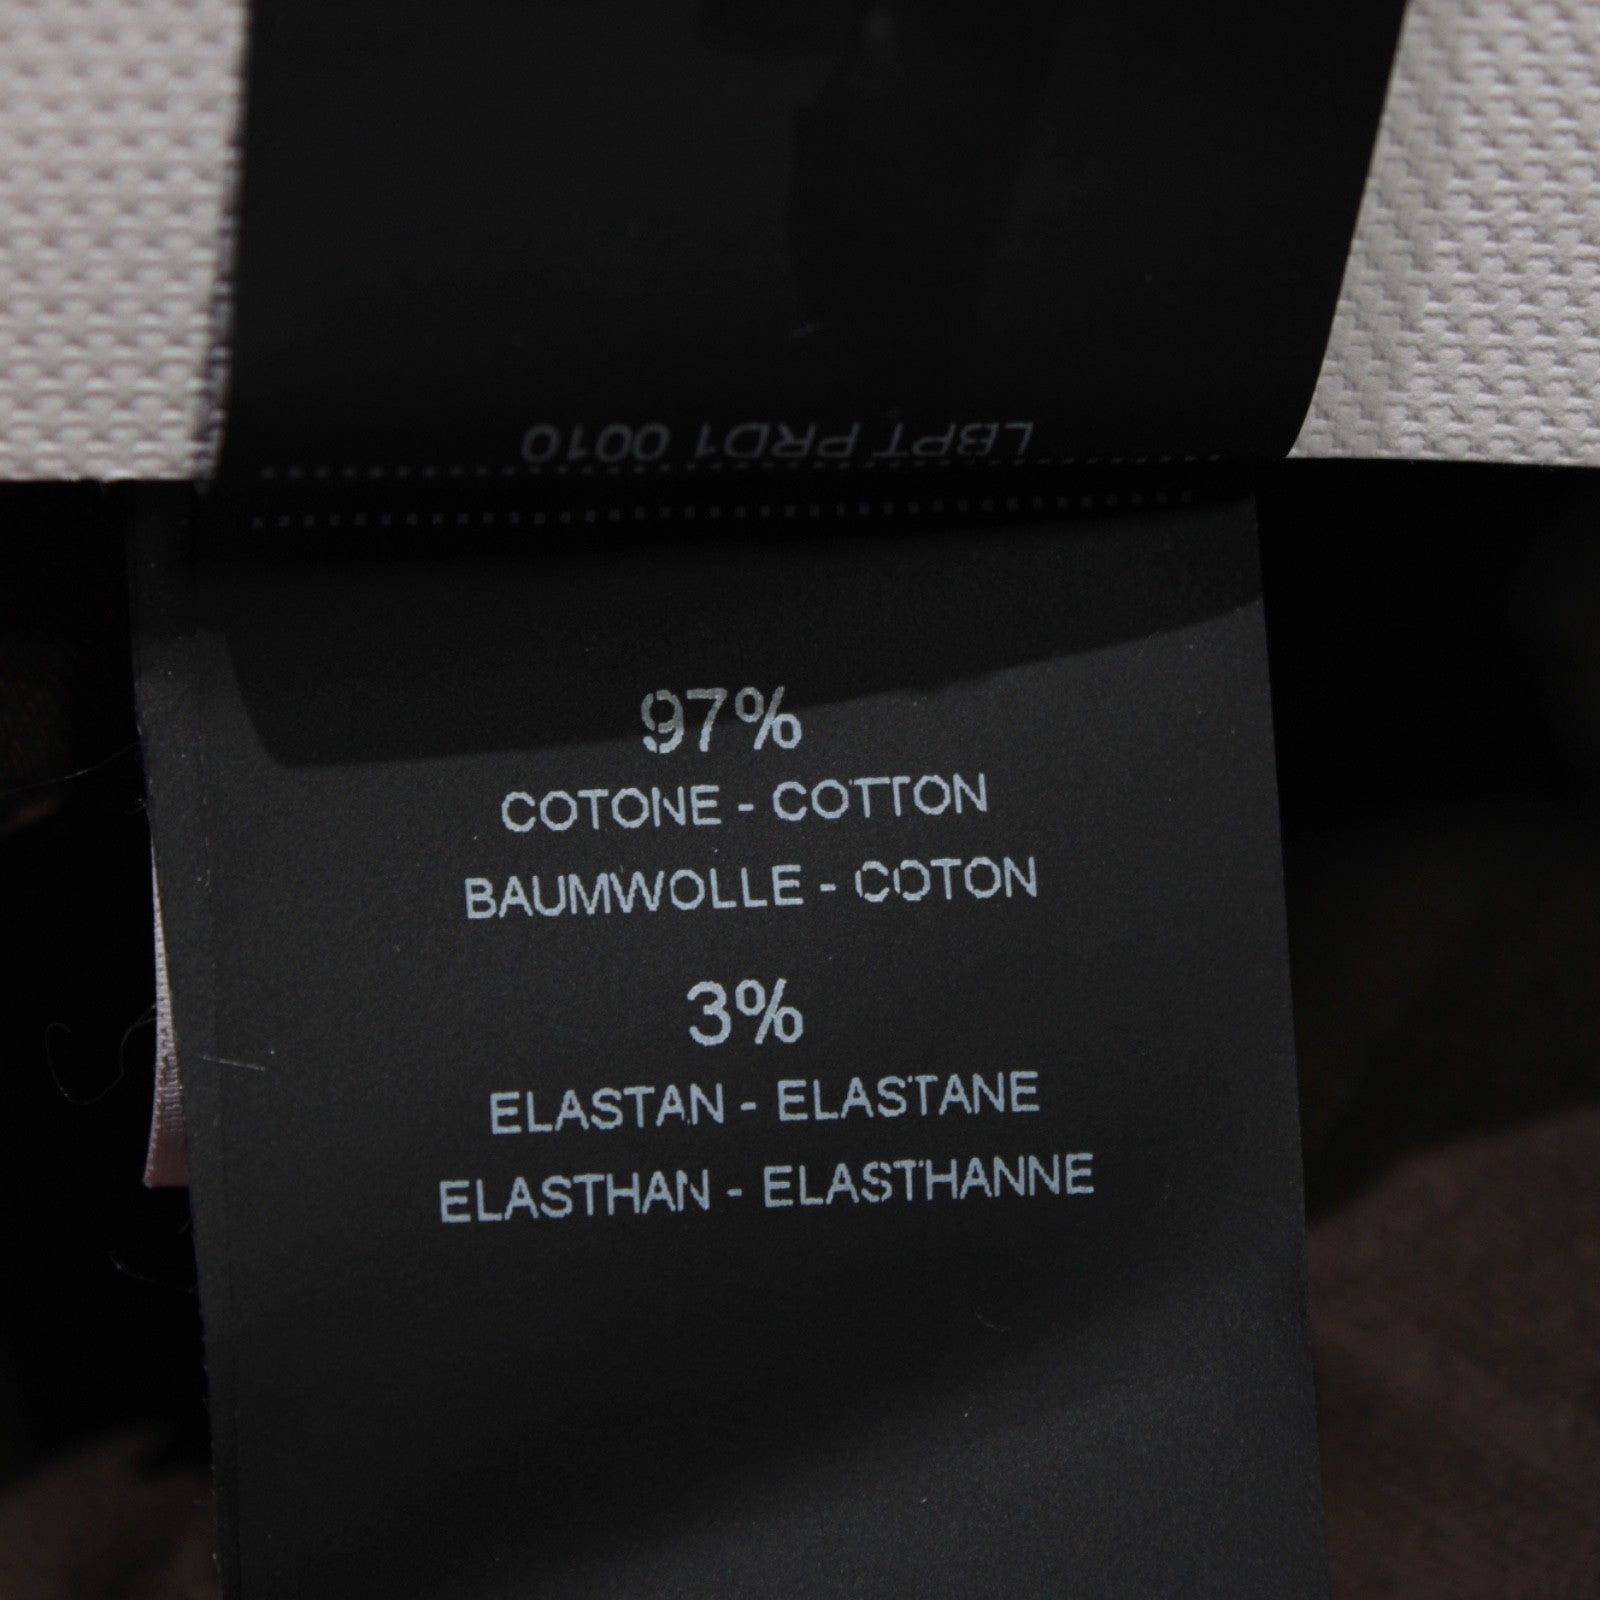 LBPT PRD1 0010
97%
COTONE - COTTON
BAUMWOLLE - COTON
3%
ELASTAN - ELASTANE
ELASTHAN - ELASTHANNE